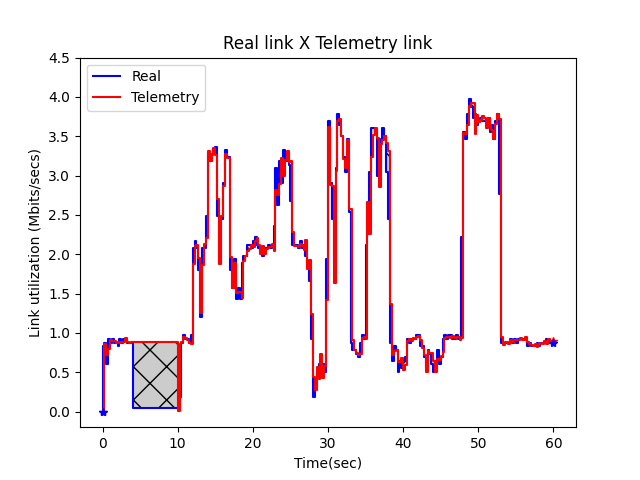 Real link X Telemetry link
Real
Telemetry
Link utilization (Mbits/secs)
4.5
4.0
3.5
3.0
2.5
2.0
1.5
1.0
0.5
0.0
0 10 20 30 40 50 60
Time(sec)